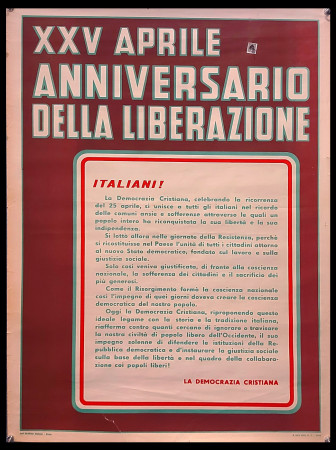 XXV APRILE
ANNIVERSARIO
DELLA LIBERAZIONE
ITALIANI!
La Democrazia Cristiana, celebrando la ricorrenza
del 25 aprile, si unisce a tutti gli italiani nel ricordo
delle comuni ansie e sofferenze attraverso le quali un
popolo intero ha riconquistato la sua libertà e la sua
indipendenza.
Si lottò allora nelle giornate della Resistenza, perchè
si ricostituisse nel Paese l'unità di tutti i cittadini attorno
al nuovo Stato democratico, fondato sul lavoro e sulla
giustizia sociale.
Solo così veniva giustificata, di fronte alla coscienza
nazionale, la sofferenza dei cittadini e il sacrificio dei
più generosi.
Come il Risorgimento formò la coscienza nazionale
così l'impegno di quei giorni doveva creare la coscienza
democratica del nostro popolo.
Oggi la Democrazia Cristiana, riproponendo questo
ideale legame con la storia e la tradizione italiana,
riafferma contro quanti cercano di ignorare o travisare
la nostra civiltà di popolo libero dell'Occidente, il suo
impegno solenne di difendere le istituzioni della Re-
pubblica democratica e d'instaurare la giustizia sociale
sulla base della libertà e nel quadro della collabora-
zione coi popoli liberi!
LA DEMOCRAZIA CRISTIANA